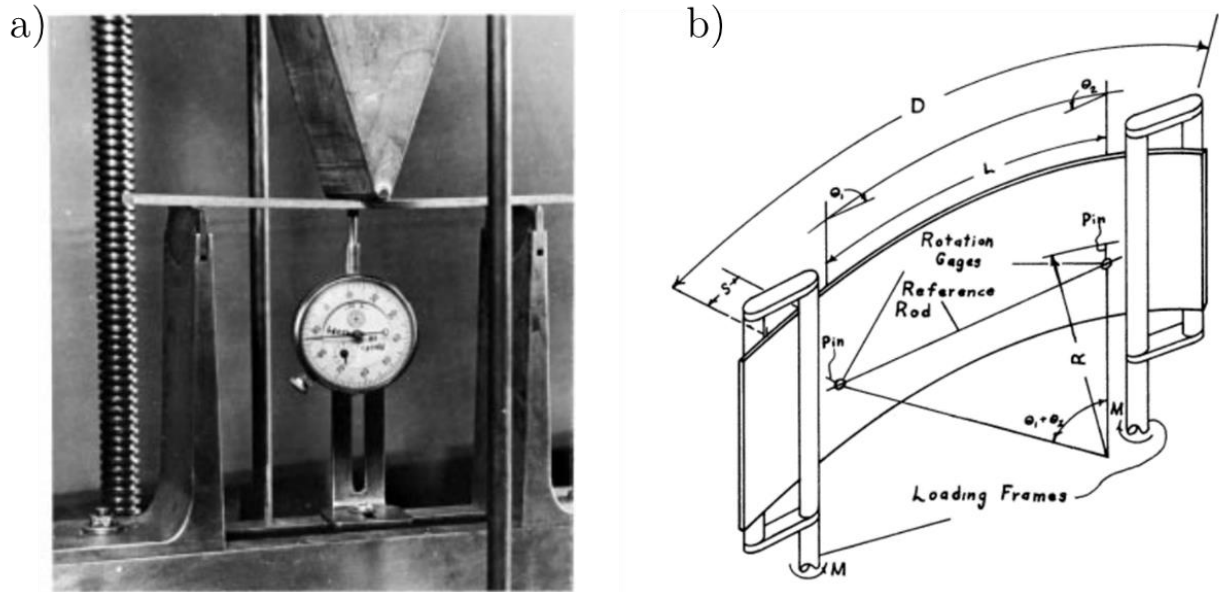 a)
b)
D
θ₂
L
θ₁
S
Pin
Rotation
Gages
Reference
Rod
Pin
R
θ₁+θ₂
M
Loading Frames
M